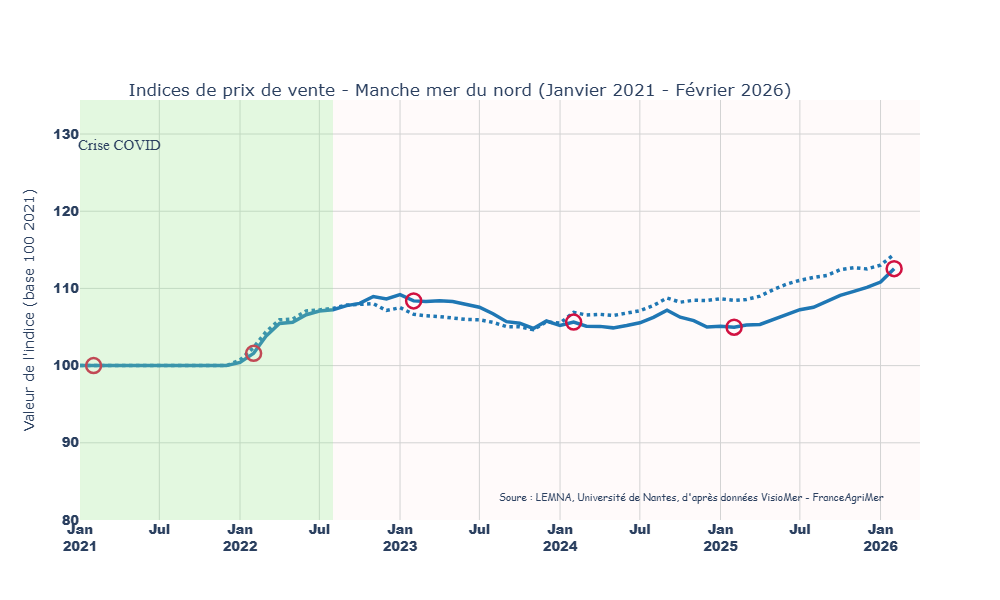 Indices de prix de vente - Manche mer du nord (Janvier 2021 - Février 2026)
130
Crise COVID
120
110
100
90
80
Valeur de l'indice (base 100 2021)
Soure : LEMNA, Université de Nantes, d'après données VisioMer - FranceAgriMer
Jan Jul Jan Jul Jan Jul Jan Jul Jan Jul Jan
2021 2022 2023 2024 2025 2026